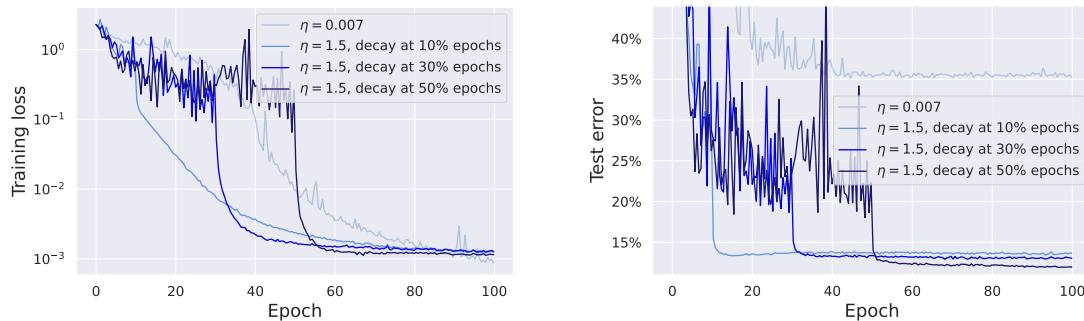 Training loss
10⁰
10⁻¹
10⁻²
10⁻³
η = 0.007
η = 1.5, decay at 10% epochs
η = 1.5, decay at 30% epochs
η = 1.5, decay at 50% epochs
0 20 40 60 80 100
Epoch
Test error
40%
35%
30%
25%
20%
15%
η = 0.007
η = 1.5, decay at 10% epochs
η = 1.5, decay at 30% epochs
η = 1.5, decay at 50% epochs
0 20 40 60 80 100
Epoch